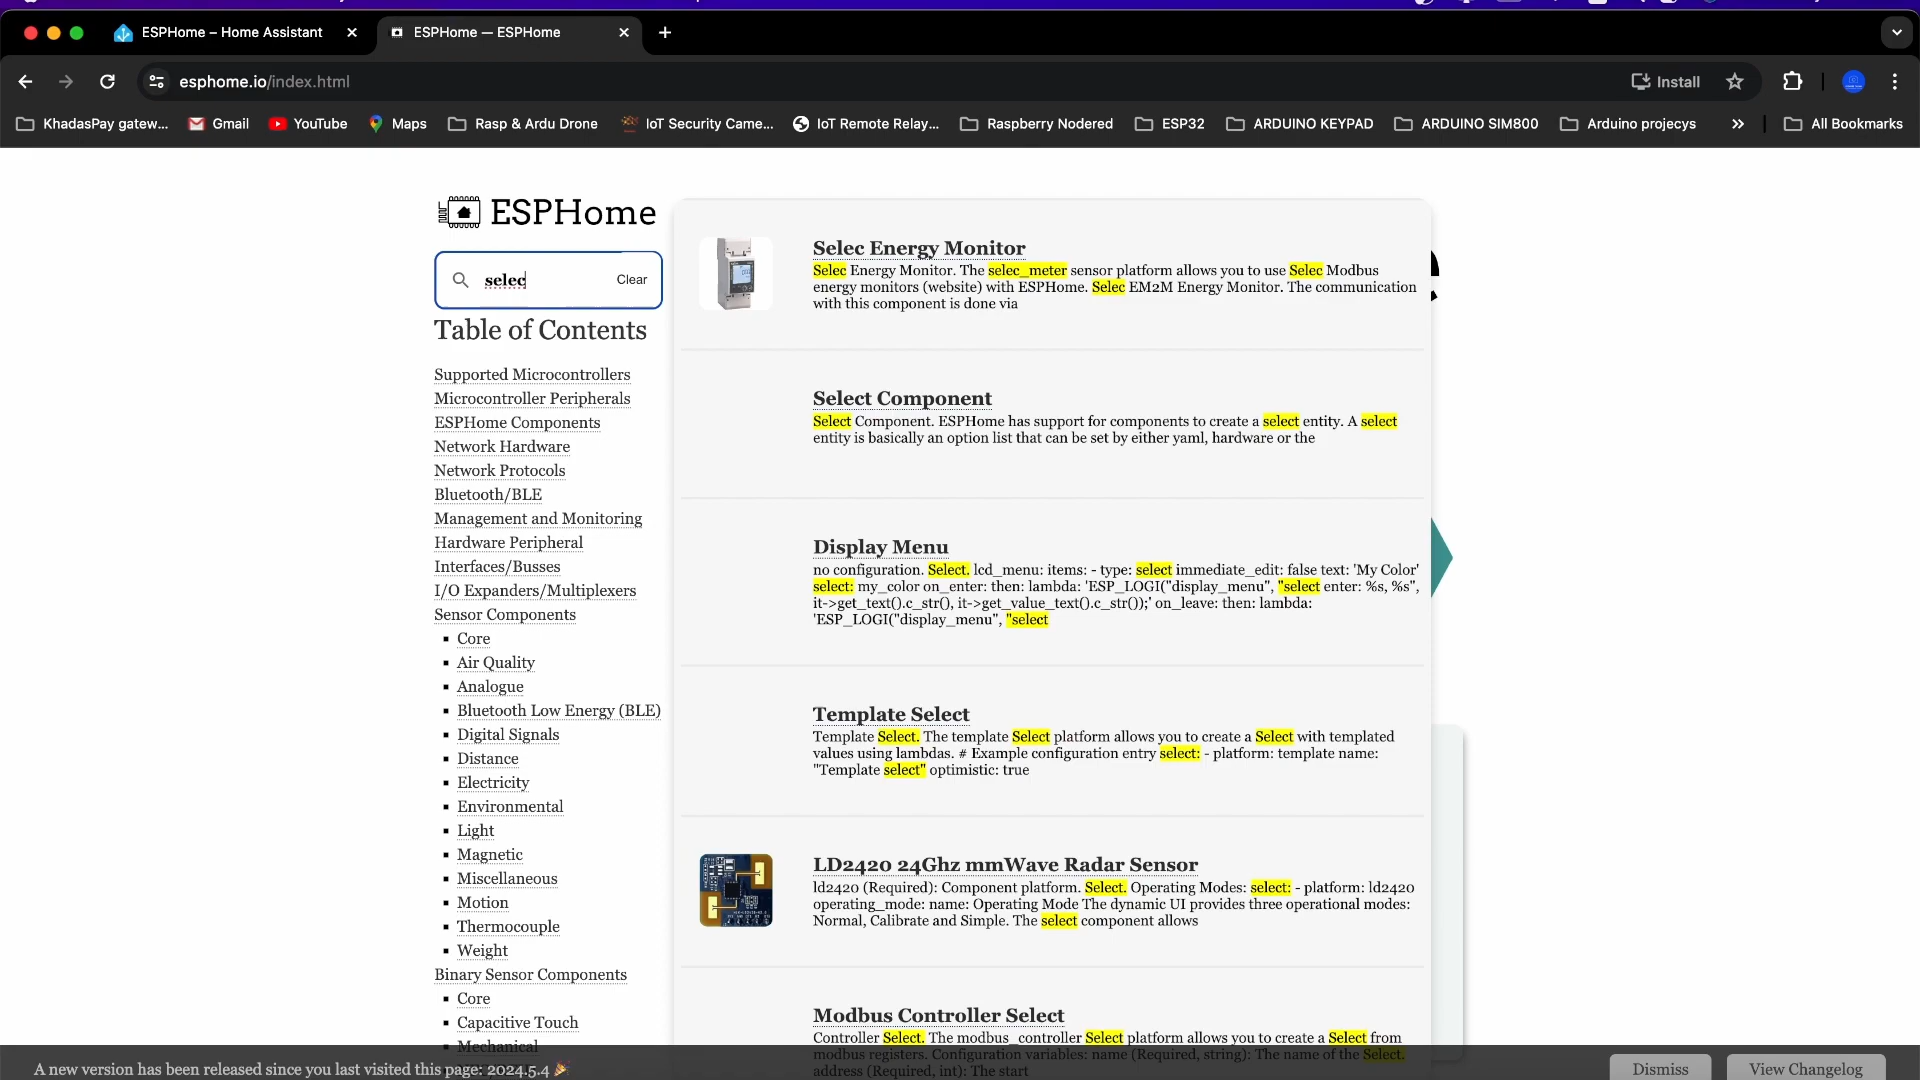 ESPHome – Home Assistant
ESPHome — ESPHome
esphome.io/index.html
Install
KhadasPay gatew...
Gmail
YouTube
Maps
Rasp & Ardu Drone
IoT Security Came...
IoT Remote Relay...
Raspberry Nodered
ESP32
ARDUINO KEYPAD
ARDUINO SIM800
Arduino projecys
All Bookmarks
ESPHome
selec
Clear
Table of Contents
Supported Microcontrollers
Microcontroller Peripherals
ESPHome Components
Network Hardware
Network Protocols
Bluetooth/BLE
Management and Monitoring
Hardware Peripheral
Interfaces/Busses
I/O Expanders/Multiplexers
Sensor Components
Core
Air Quality
Analogue
Bluetooth Low Energy (BLE)
Digital Signals
Distance
Electricity
Environmental
Light
Magnetic
Miscellaneous
Motion
Thermocouple
Weight
Binary Sensor Components
Core
Capacitive Touch
Mechanical
Selec Energy Monitor
Selec Energy Monitor. The selec_meter sensor platform allows you to use Selec Modbus
energy monitors (website) with ESPHome. Selec EM2M Energy Monitor. The communication
with this component is done via
Select Component
Select Component. ESPHome has support for components to create a select entity. A select
entity is basically an option list that can be set by either yaml, hardware or the
Display Menu
no configuration. Select. lcd_menu: items: - type: select immediate_edit: false text: 'My Color'
select: my_color on_enter: then: lambda: 'ESP_LOGI("display_menu", "select enter: %s, %s",
it->get_text().c_str(), it->get_value_text().c_str());' on_leave: then: lambda:
'ESP_LOGI("display_menu", "select
Template Select
Template Select. The template Select platform allows you to create a Select with templated
values using lambdas. # Example configuration entry select: - platform: template name:
"Template select" optimistic: true
LD2420 24Ghz mmWave Radar Sensor
ld2420 (Required): Component platform. Select. Operating Modes: select: - platform: ld2420
operating_mode: name: Operating Mode The dynamic UI provides three operational modes:
Normal, Calibrate and Simple. The select component allows
Modbus Controller Select
Controller Select. The modbus_controller Select platform allows you to create a Select from
modbus registers. Configuration variables: name (Required, string): The name of the Select.
address (Required, int): The start
A new version has been released since you last visited this page: 2024.5.4 🎉
Dismiss
View Changelog